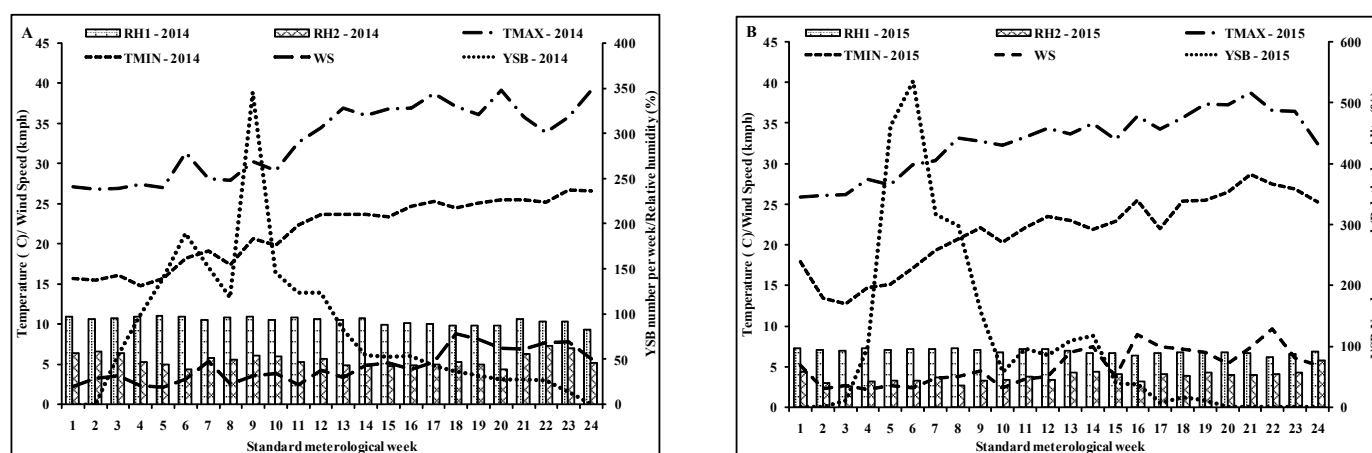 A
RH1 - 2014
RH2 - 2014
TMAX - 2014
TMIN - 2014
WS
YSB - 2014
Temperature ( C)/ Wind Speed (kmph)
45
40
35
30
25
20
15
10
5
0
400
350
300
250
200
150
100
50
0
YSB number per week/Relative humidity (%)
1 2 3 4 5 6 7 8 9 10 11 12 13 14 15 16 17 18 19 20 21 22 23 24
Standard meterological week
B
RH1 - 2015
RH2 - 2015
TMAX - 2015
TMIN - 2015
WS
YSB - 2015
Temperature ( C)/Wind Speed (kmph)
45
40
35
30
25
20
15
10
5
0
600
500
400
300
200
100
0
1 2 3 4 5 6 7 8 9 10 11 12 13 14 15 16 17 18 19 20 21 22 23 24
Standard meterological week